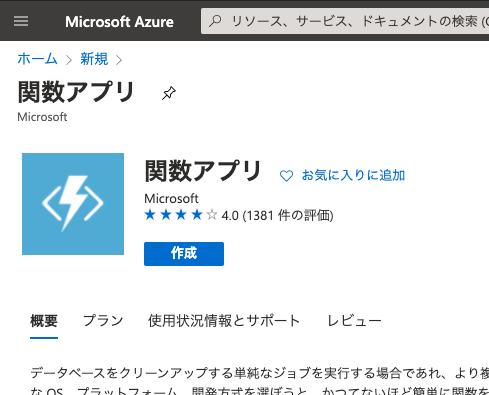 Microsoft Azure
リソース、サービス、ドキュメントの検索 (
ホーム > 新規 >
関数アプリ
Microsoft
関数アプリ
お気に入りに追加
Microsoft
4.0 (1381 件の評価)
作成
概要 プラン 使用状況情報とサポート レビュー
データベースをクリーンアップする単純なジョブを実行する場合であれ、より複
な OS、プラットフォーム、開発方式を選ぼうと、かつてないほど簡単に関数を